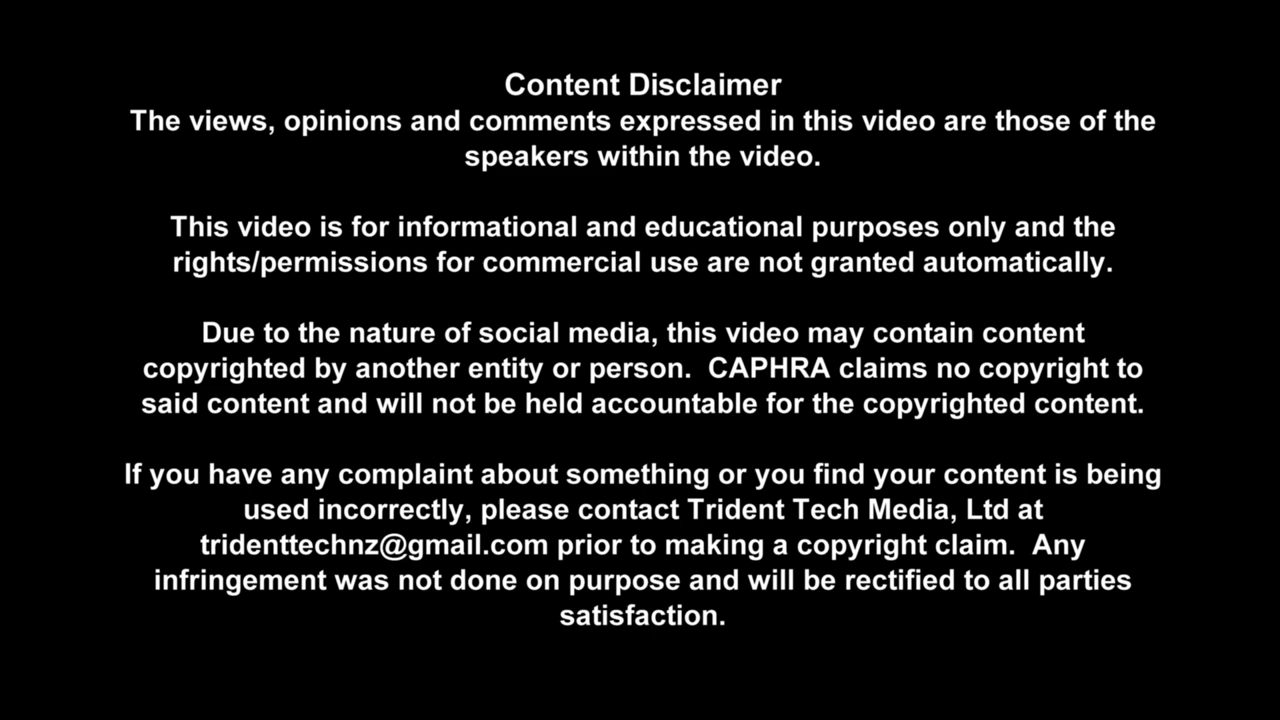 Content Disclaimer
The views, opinions and comments expressed in this video are those of the
speakers within the video.
This video is for informational and educational purposes only and the
rights/permissions for commercial use are not granted automatically.
Due to the nature of social media, this video may contain content
copyrighted by another entity or person.  CAPHRA claims no copyright to
said content and will not be held accountable for the copyrighted content.
If you have any complaint about something or you find your content is being
used incorrectly, please contact Trident Tech Media, Ltd at
tridenttechnz@gmail.com prior to making a copyright claim.  Any
infringement was not done on purpose and will be rectified to all parties
satisfaction.